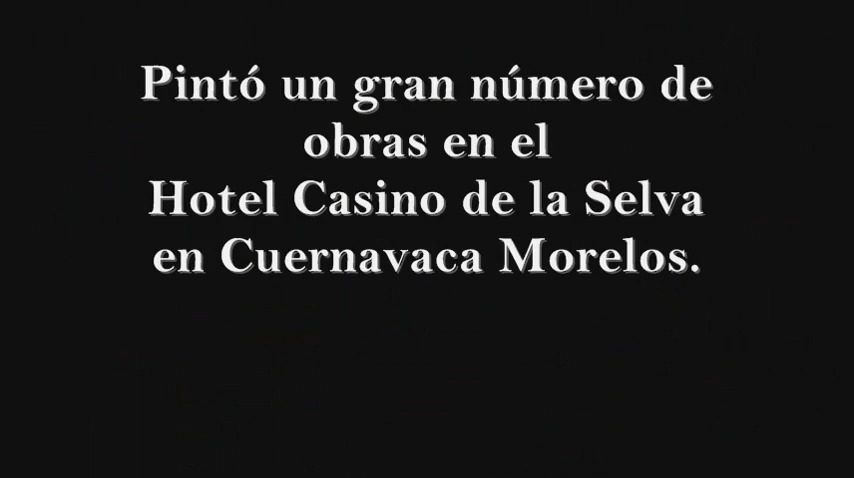 Pintó un gran número de
obras en el
Hotel Casino de la Selva
en Cuernavaca Morelos.